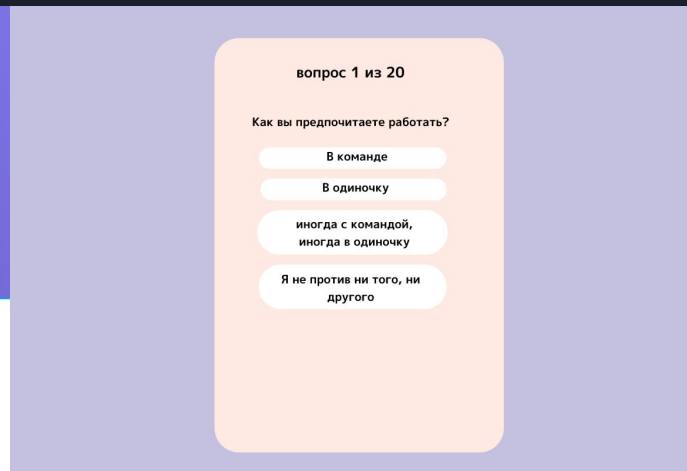 вопрос 1 из 20
Как вы предпочитаете работать?
В команде
В одиночку
иногда с командой,
иногда в одиночку
Я не против ни того, ни
другого